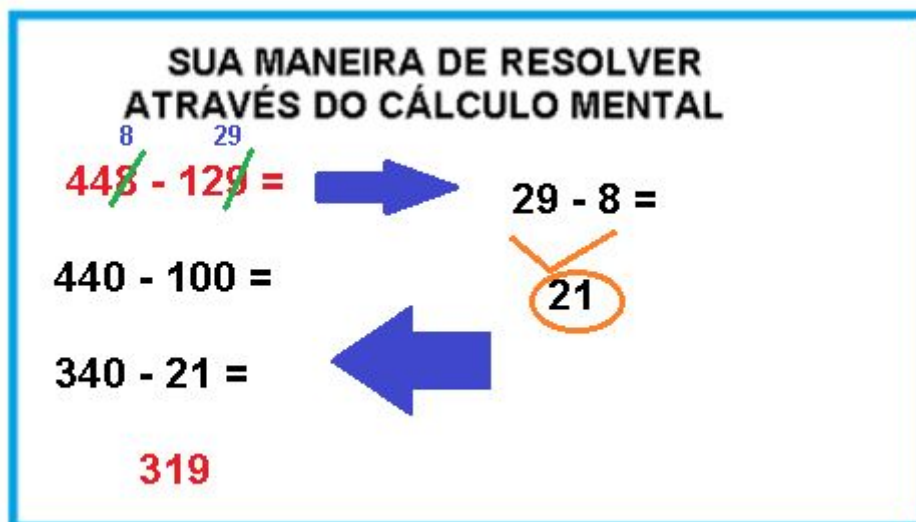 SUA MANEIRA DE RESOLVER
ATRAVÉS DO CÁLCULO MENTAL
8 29
448 - 129 =
29 - 8 =
21
440 - 100 =
340 - 21 =
319